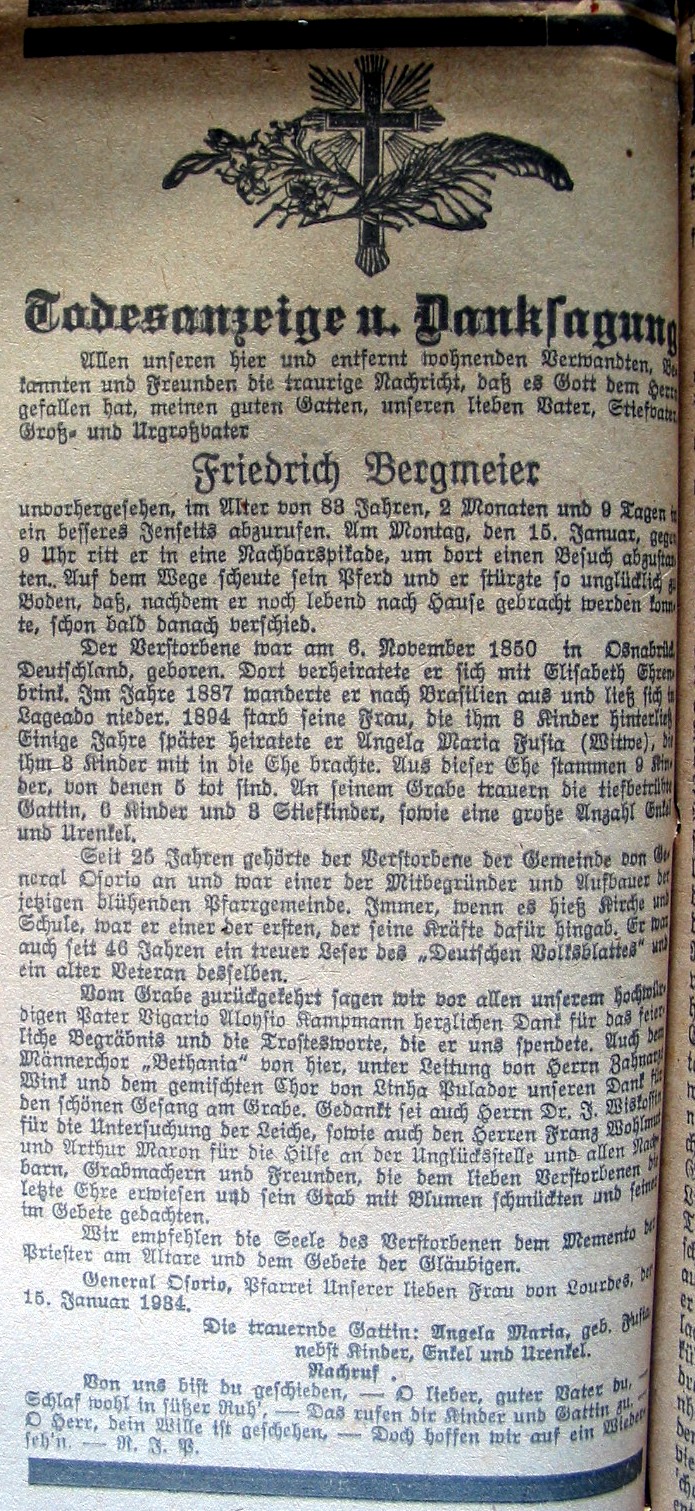 Todesanzeige u. Danksagung
Allen unseren hier und entfernt wohnenden Verwandten, Be-
kannten und Freunden die traurige Nachricht, daß es Gott dem Herrn
gefallen hat, meinen guten Gatten, unseren lieben Vater, Stiefvater,
Groß- und Urgroßvater
Friedrich Bergmeier
unvorhergesehen, im Alter von 83 Jahren, 2 Monaten und 9 Tagen in
ein besseres Jenseits abzurufen. Am Montag, den 15. Januar, gegen
9 Uhr ritt er in eine Nachbarspikade, um dort einen Besuch abzustat-
ten. Auf dem Wege scheute sein Pferd und er stürzte so unglücklich zu
Boden, daß, nachdem er noch lebend nach Hause gebracht werden konn-
te, schon bald danach verschied.
Der Verstorbene war am 6. November 1850 in Osnabrück,
Deutschland, geboren. Dort verheiratete er sich mit Elisabeth Ehren-
brink. Im Jahre 1887 wanderte er nach Brasilien aus und ließ sich in
Lageado nieder. 1894 starb seine Frau, die ihm 3 Kinder hinterließ.
Einige Jahre später heiratete er Angela Maria Fusia (Witwe), die
ihm 3 Kinder mit in die Ehe brachte. Aus dieser Ehe stammen 9 Kin-
der, von denen 5 tot sind. An seinem Grabe trauern die tiefbetrübte
Gattin, 6 Kinder und 3 Stiefkinder, sowie eine große Anzahl Enkel
und Urenkel.
Seit 25 Jahren gehörte der Verstorbene der Gemeinde von Ge-
neral Osorio an und war einer der Mitbegründer und Aufbauer der
jetzigen blühenden Pfarrgemeinde. Immer, wenn es hieß Kirche und
Schule, war er einer der ersten, der seine Kräfte dafür hingab. Er war
auch seit 46 Jahren ein treuer Leser des „Deutschen Volksblattes“ und
ein alter Veteran desselben.
Vom Grabe zurückgekehrt sagen wir vor allen unserem hochwür-
digen Pater Vigario Aloysio Kampmann herzlichen Dank für das feier-
liche Begräbnis und die Trostesworte, die er uns spendete. Auch dem
Männerchor „Bethania“ von hier, unter Leitung von Herrn Zahnarzt
Wink und dem gemischten Chor von Linha Pulador unseren Dank für
den schönen Gesang am Grabe. Gedankt sei auch Herrn Dr. J.
für die Untersuchung der Leiche, sowie auch den Herren Franz
und Arthur Maron für die Hilfe an der Unglücksstelle und allen Nach-
barn, Grabmachern und Freunden, die dem lieben Verstorbenen die
letzte Ehre erwiesen und sein Grab mit Blumen schmückten und seiner
im Gebete gedachten.
Wir empfehlen die Seele des Verstorbenen dem Memento der
Priester am Altare und dem Gebete der Gläubigen.
General Osorio, Pfarrei Unserer lieben Frau von Lourdes, der
15. Januar 1934.
Die trauernde Gattin: Angela Maria, geb. Fusia
nebst Kinder, Enkel und Urenkel.
Nachruf.
Von uns bist du geschieden, — O lieber, guter Vater du, —
Schlaf wohl in süßer Ruh', — Das rufen dir Kinder und Gattin zu, —
O Herr, dein Wille ist geschehen, — Doch hoffen wir auf ein Wieder-
seh'n. — R. I. P.